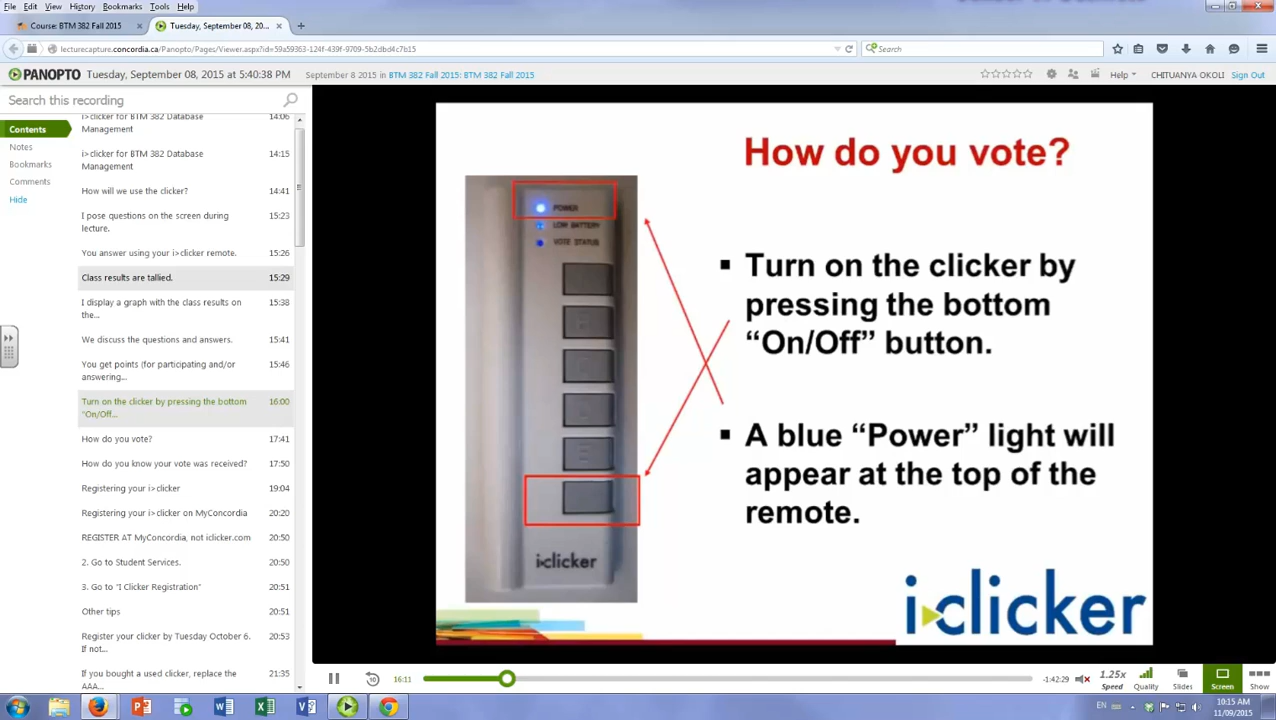 File Edit View History Bookmarks Tools Help
Course: BTM 382 Fall 2015 × Tuesday, September 08, 20... × +
lecturecapture.concordia.ca/Panopto/Pages/Viewer.aspx?id=59a59363-124f-439f-9709-5b2dbd4c7b15 Search
PANOPTO Tuesday, September 08, 2015 at 5:40:38 PM September 8 2015 in BTM 382 Fall 2015: BTM 382 Fall 2015 Help CHITUANYA OKOLI Sign Out
Search this recording
Contents
Notes
Bookmarks
Comments
Hide
i>clicker for BTM 382 Database 14:06
Management
i>clicker for BTM 382 Database 14:15
Management
How will we use the clicker? 14:41
I pose questions on the screen during 15:23
lecture.
You answer using your i>clicker remote. 15:26
Class results are tallied. 15:29
I display a graph with the class results on 15:38
the...
We discuss the questions and answers. 15:41
You get points (for participating and/or 15:46
answering...
Turn on the clicker by pressing the bottom 16:00
"On/Off...
How do you vote? 17:41
How do you know your vote was received? 17:50
Registering your i>clicker 19:04
Registering your i>clicker on MyConcordia 20:20
REGISTER AT MyConcordia, not iclicker.com 20:50
2. Go to Student Services. 20:50
3. Go to "I Clicker Registration" 20:51
Other tips 20:51
Register your clicker by Tuesday October 6. 20:53
If not...
If you bought a used clicker, replace the 21:35
AAA...
How do you vote?
▪ Turn on the clicker by
pressing the bottom
“On/Off” button.
▪ A blue “Power” light will
appear at the top of the
remote.
POWER
LOW BATTERY
VOTE STATUS
i>clicker
i>clicker
16:11 -1:42:29 1.25x
Speed Quality Slides Screen Show
EN 10:15 AM
11/09/2015